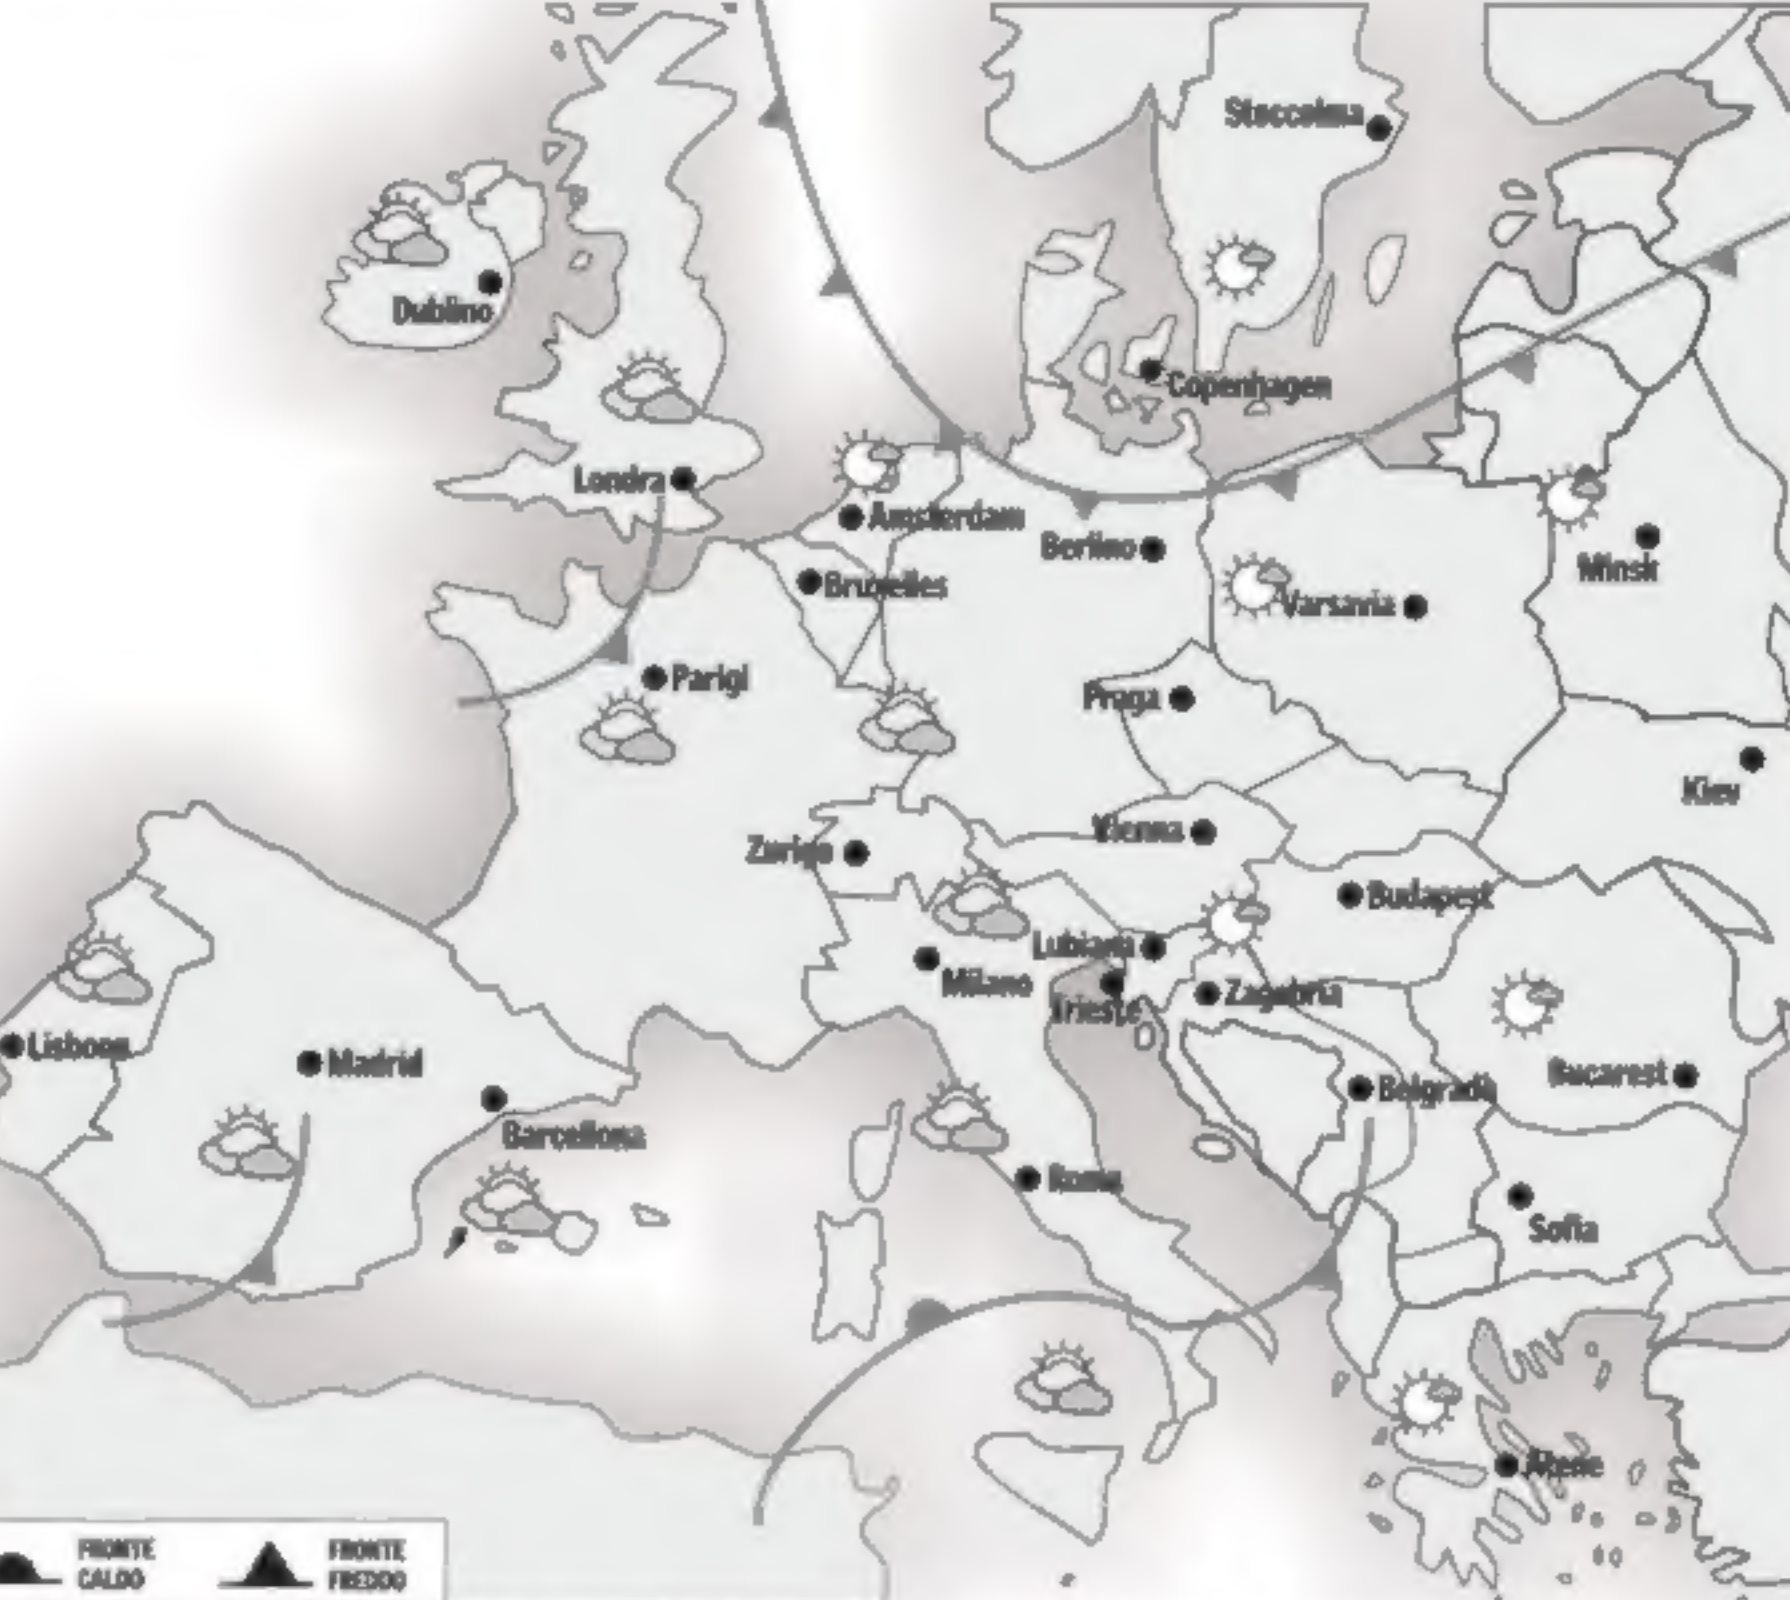 Stoccolma
Dublino
Copenhagen
Londra
Amsterdam
Berlino
Bruxelles
Minsk
Varsavia
Parigi
Praga
Kiev
Vienna
Zurigo
Budapest
Lubiana
Milano
Zagabria
Trieste
Lisbona
Madrid
Bucarest
Belgrado
Barcellona
Roma
Sofia
Atene
FRONTE
CALDO
FRONTE
FREDDO